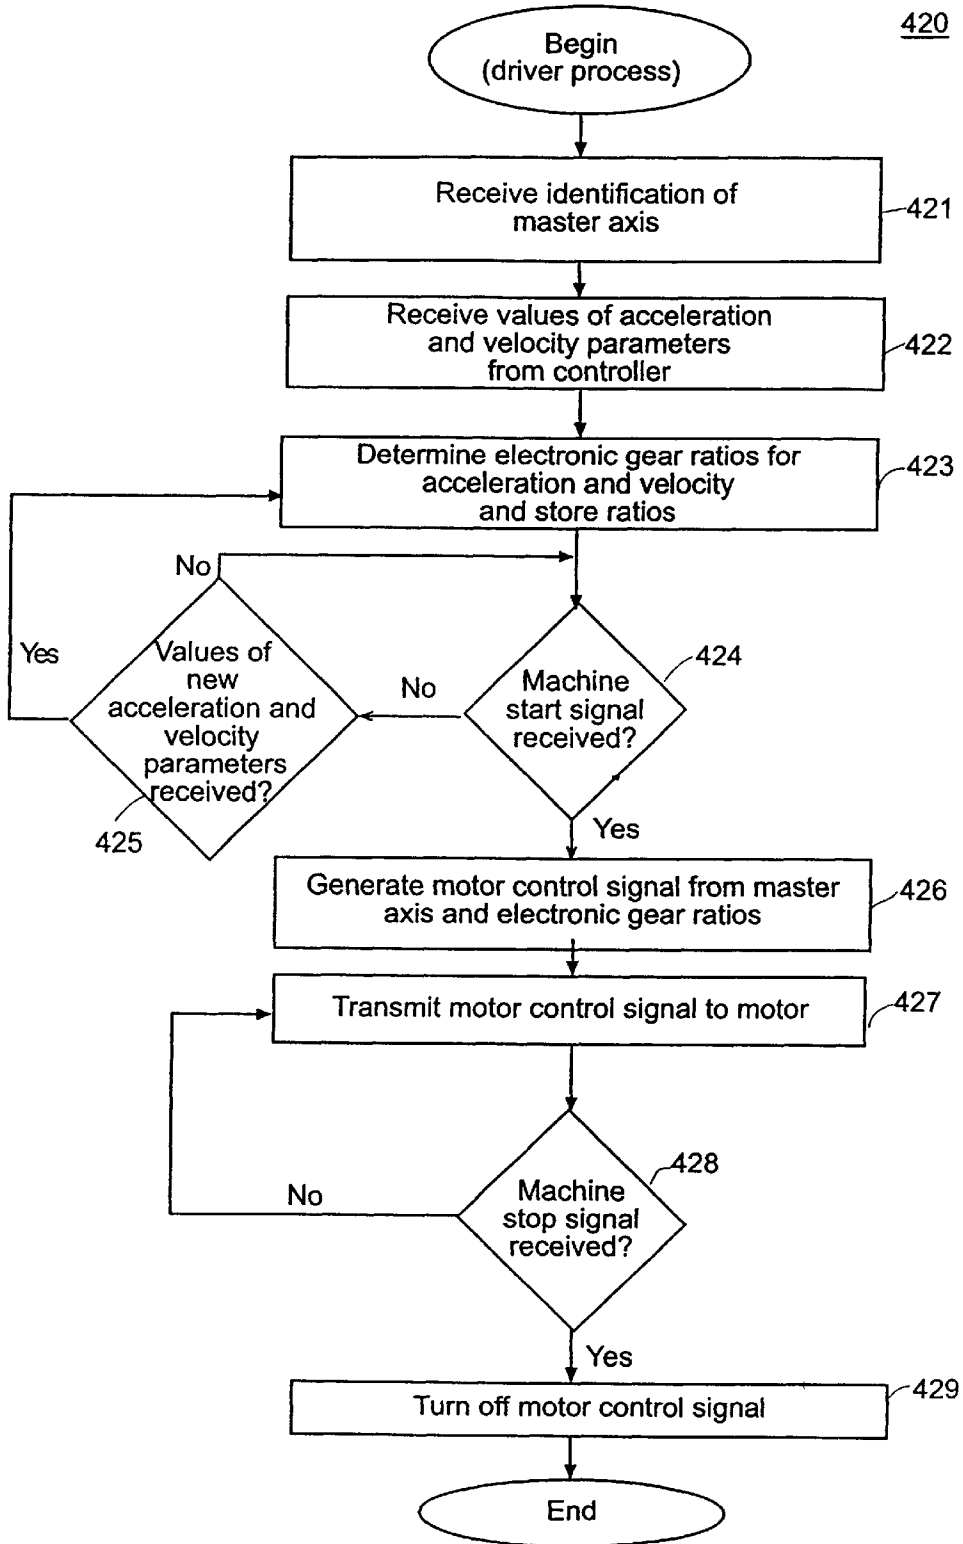 420
Begin
(driver process)
Receive identification of
master axis
421
Receive values of acceleration
and velocity parameters
from controller
422
Determine electronic gear ratios for
acceleration and velocity
and store ratios
423
No
Yes
Values of
new
acceleration and
velocity
parameters
received?
425
No
Machine
start signal
received?
424
Yes
Generate motor control signal from master
axis and electronic gear ratios
426
Transmit motor control signal to motor
427
Machine
stop signal
received?
428
No
Yes
Turn off motor control signal
429
End